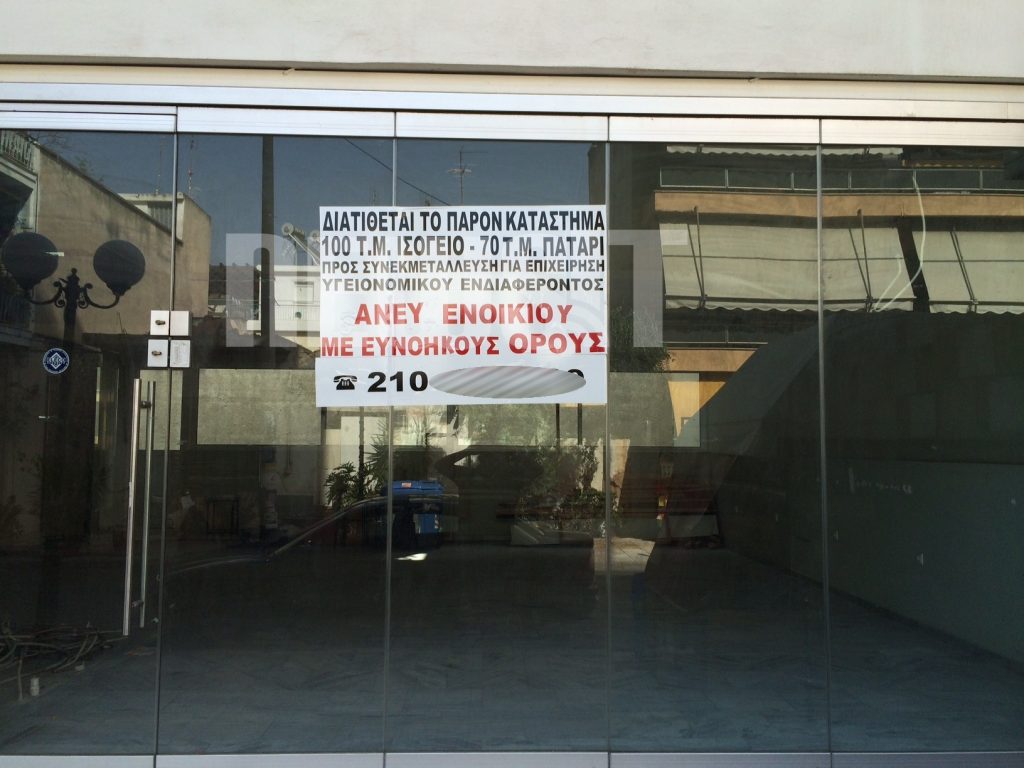 ΔΙΑΤΙΘΕΤΑΙ ΤΟ ΠΑΡΟΝ ΚΑΤΑΣΤΗΜΑ
100 Τ.Μ. ΙΣΟΓΕΙΟ - 70 Τ.Μ. ΠΑΤΑΡΙ
ΠΡΟΣ ΣΥΝΕΚΜΕΤΑΛΛΕΥΣΗ ΓΙΑ ΕΠΙΧΕΙΡΗΣΗ
ΥΓΕΙΟΝΟΜΙΚΟΥ ΕΝΔΙΑΦΕΡΟΝΤΟΣ
ΑΝΕΥ ΕΝΟΙΚΙΟΥ
ΜΕ ΕΥΝΟΗΚΟΥΣ ΟΡΟΥΣ
210